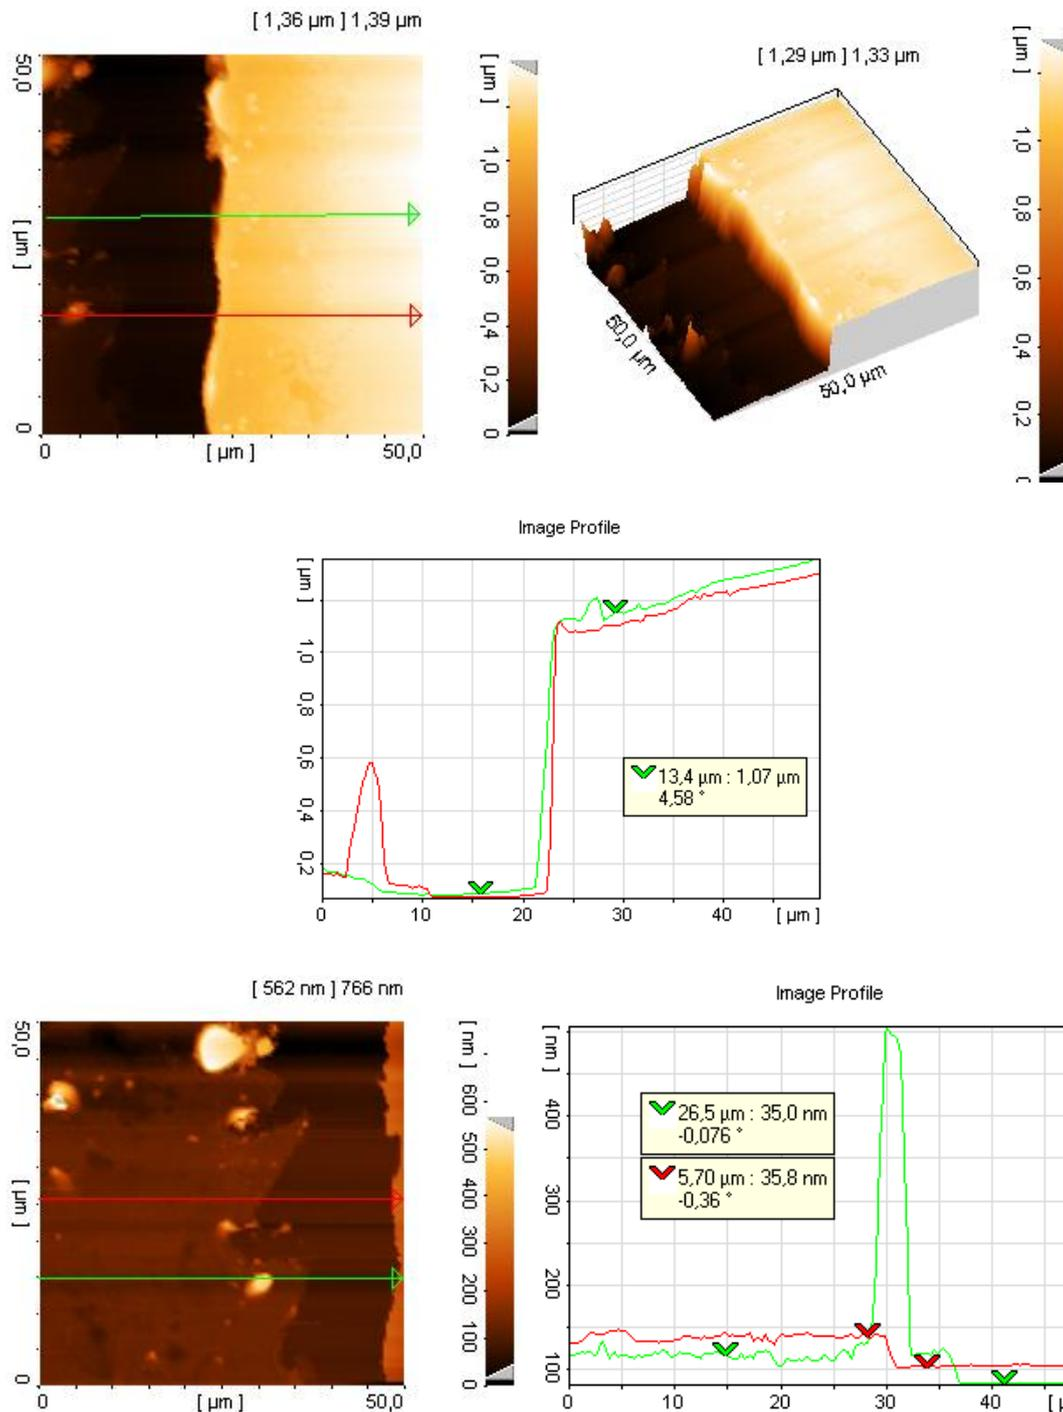 [ 1,36 µm ] 1,39 µm
50,0
[ µm ]
0
0
[ µm ]
50,0
[ µm ]
1,0
0,8
0,6
0,4
0,2
0
[ 1,29 µm ] 1,33 µm
50,0 µm
50,0 µm
[ µm ]
1,0
0,8
0,6
0,4
0,2
Image Profile
[ µm ]
1,0
0,8
0,6
0,4
0,2
13,4 µm : 1,07 µm
4,58 °
0
10
20
30
40
[ µm ]
[ 562 nm ] 766 nm
50,0
[ µm ]
0
0
[ µm ]
50,0
[ nm ]
600
500
400
300
200
100
0
Image Profile
[ nm ]
400
300
200
100
26,5 µm : 35,0 nm
-0,076 °
5,70 µm : 35,8 nm
-0,36 °
0
10
20
30
40